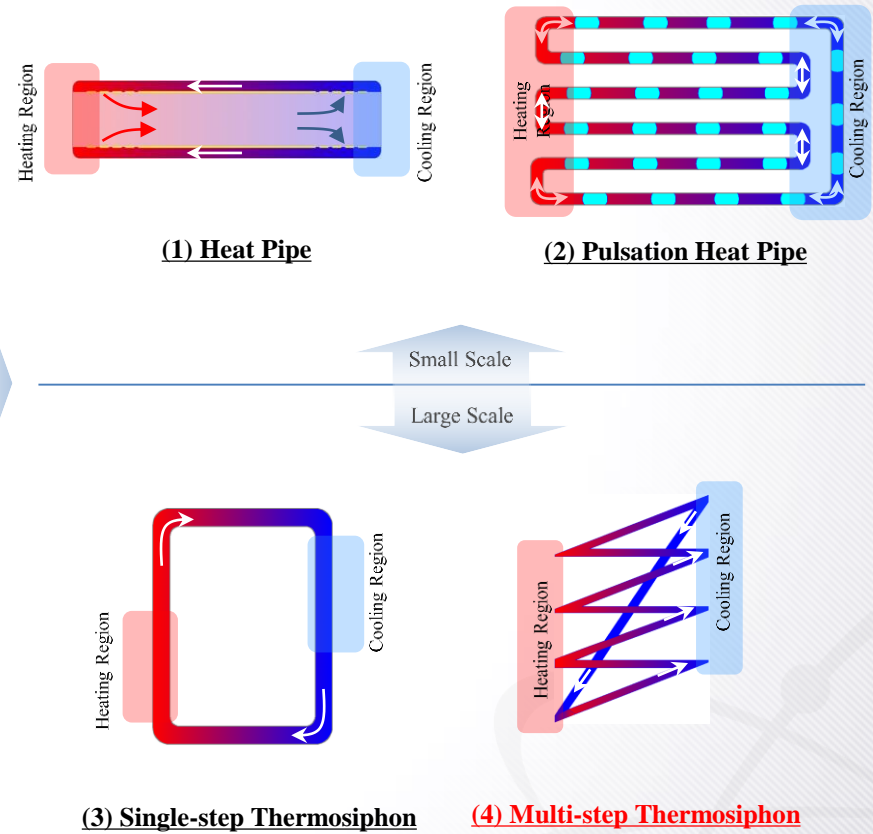 Heating Region
Cooling Region
Heating
Region
Cooling Region
(1) Heat Pipe
(2) Pulsation Heat Pipe
Small Scale
Large Scale
Heating Region
Cooling Region
Heating Region
Cooling Region
(3) Single-step Thermosiphon
(4) Multi-step Thermosiphon